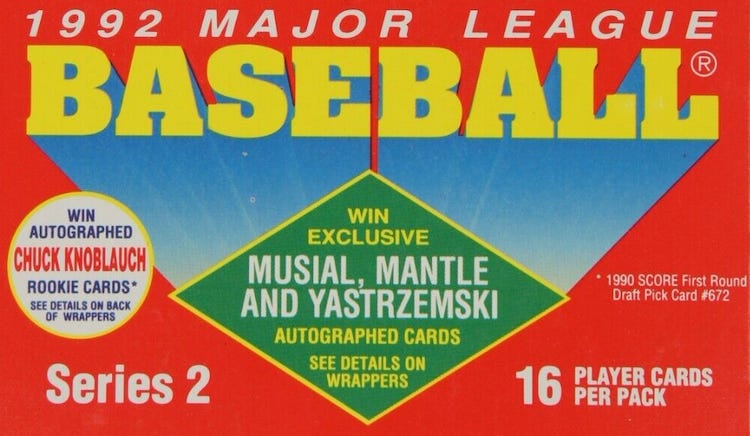 1992 MAJOR LEAGUE
BASEBALL®
WIN
AUTOGRAPHED
CHUCK KNOBLAUCH
ROOKIE CARDS*
SEE DETAILS ON BACK
OF WRAPPERS
WIN
EXCLUSIVE
MUSIAL, MANTLE
AND YASTRZEMSKI
AUTOGRAPHED CARDS
SEE DETAILS ON
WRAPPERS
* 1990 SCORE First Round
Draft Pick Card #672
Series 2
16 PLAYER CARDS
PER PACK